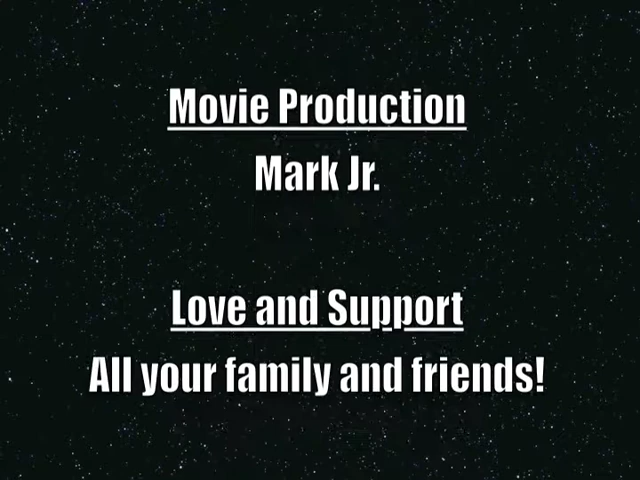 Movie Production
Mark Jr.
Love and Support
All your family and friends!